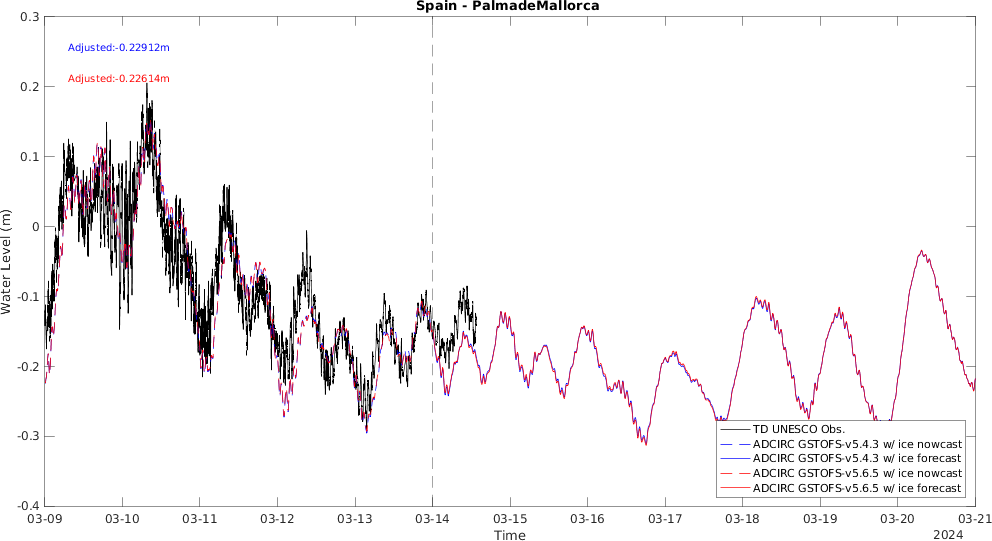 Spain - PalmadeMallorca
Adjusted:-0.22912m
Adjusted:-0.22614m
Water Level (m)
0.3
0.2
0.1
0
-0.1
-0.2
-0.3
-0.4
TD UNESCO Obs.
ADCIRC GSTOFS-v5.4.3 w/ ice nowcast
ADCIRC GSTOFS-v5.4.3 w/ ice forecast
ADCIRC GSTOFS-v5.6.5 w/ ice nowcast
ADCIRC GSTOFS-v5.6.5 w/ ice forecast
03-09 03-10 03-11 03-12 03-13 03-14 03-15 03-16 03-17 03-18 03-19 03-20 03-21
Time
2024